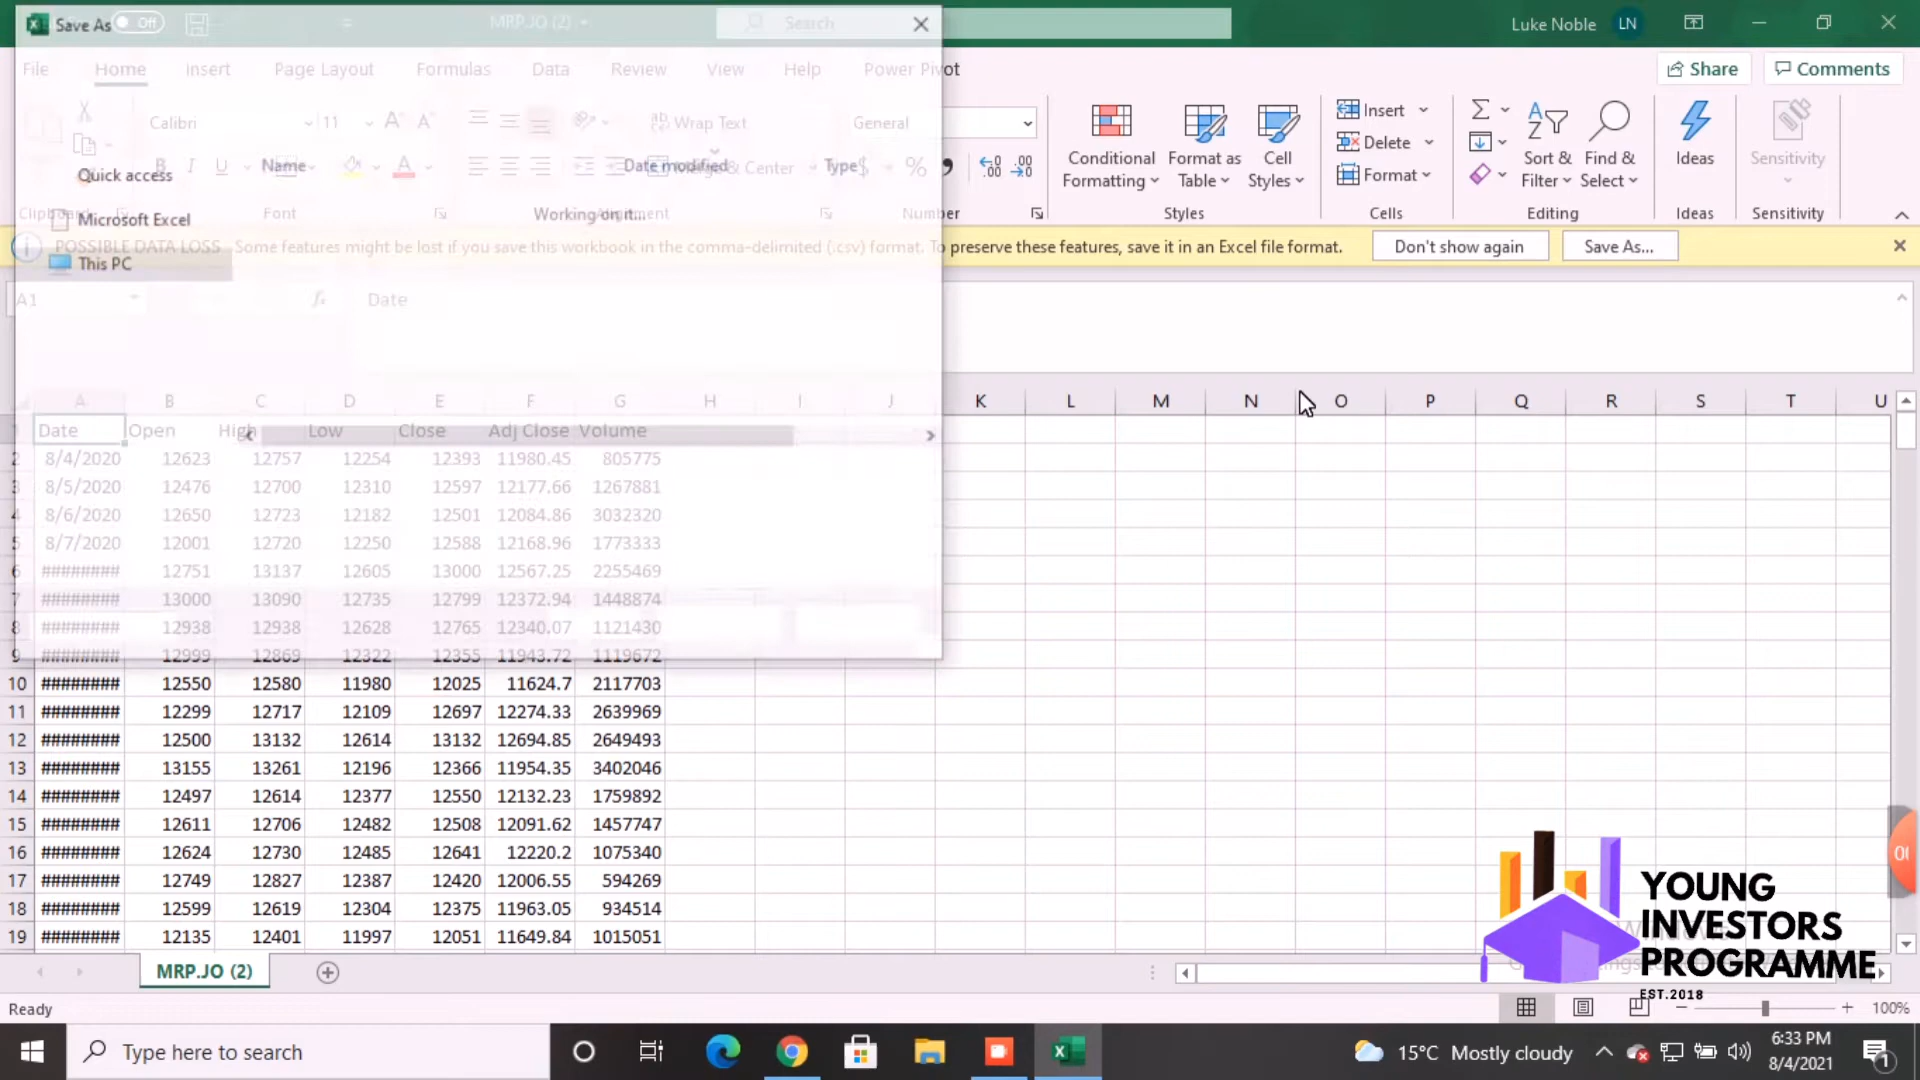 Save As Off MRP.JO (2) Search Luke Noble LN
File Home Insert Page Layout Formulas Data Review View Help Power Pivot Share Comments
Calibri 11 A A Wrap Text General
B I U A Merge & Center $ % 9
Name Date modified Type
Quick access
Working on it...
Microsoft Excel
This PC
Conditional Formatting
Format as Table
Cell Styles
Insert
Delete
Format
Sort & Filter
Find & Select
Ideas
Sensitivity
Clipboard Font Alignment Number Styles Cells Editing Ideas Sensitivity
POSSIBLE DATA LOSS Some features might be lost if you save this workbook in the comma-delimited (.csv) format. To preserve these features, save it in an Excel file format. Don't show again Save As...
A1 fx Date
A B C D E F G H I J K L M N O P Q R S T U
1 Date Open High Low Close Adj Close Volume
2 8/4/2020 12623 12757 12254 12393 11980.45 805775
3 8/5/2020 12476 12700 12310 12597 12177.66 1267881
4 8/6/2020 12650 12723 12182 12501 12084.86 3032320
5 8/7/2020 12001 12720 12250 12588 12168.96 1773333
6 ######## 12751 13137 12605 13000 12567.25 2255469
7 ######## 13000 13090 12735 12799 12372.94 1448874
8 ######## 12938 12938 12628 12765 12340.07 1121430
9 ######## 12999 12869 12322 12355 11943.72 1119672
10 ######## 12550 12580 11980 12025 11624.7 2117703
11 ######## 12299 12717 12109 12697 12274.33 2639969
12 ######## 12500 13132 12614 13132 12694.85 2649493
13 ######## 13155 13261 12196 12366 11954.35 3402046
14 ######## 12497 12614 12377 12550 12132.23 1759892
15 ######## 12611 12706 12482 12508 12091.62 1457747
16 ######## 12624 12730 12485 12641 12220.2 1075340
17 ######## 12749 12827 12387 12420 12006.55 594269
18 ######## 12599 12619 12304 12375 11963.05 934514
19 ######## 12135 12401 11997 12051 11649.84 1015051
YOUNG
INVESTORS
PROGRAMME
EST.2018
MRP.JO (2)
Ready 100%
Type here to search 15°C Mostly cloudy 6:33 PM
8/4/2021 1